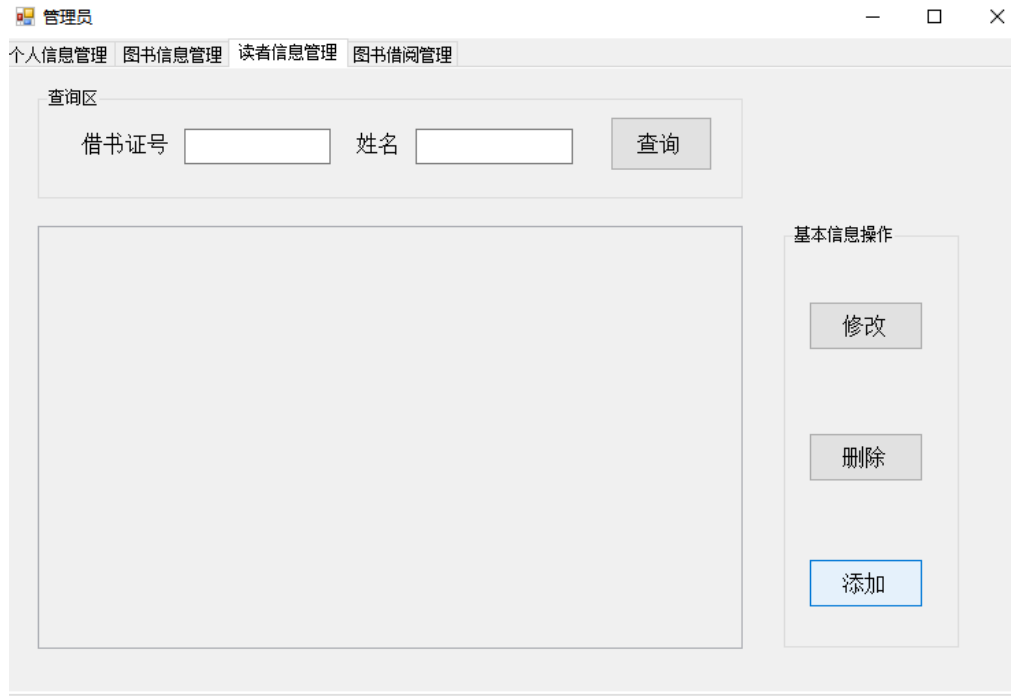 管理员
个人信息管理 图书信息管理 读者信息管理 图书借阅管理
查询区
借书证号 姓名 查询
基本信息操作
修改
删除
添加